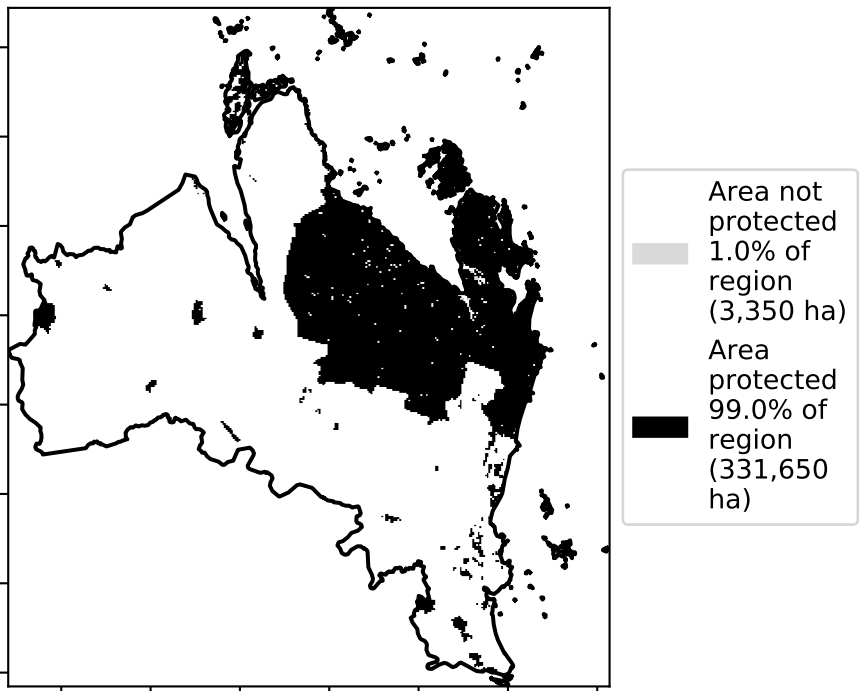 Area not
protected
1.0% of
region
(3,350 ha)
Area
protected
99.0% of
region
(331,650
ha)